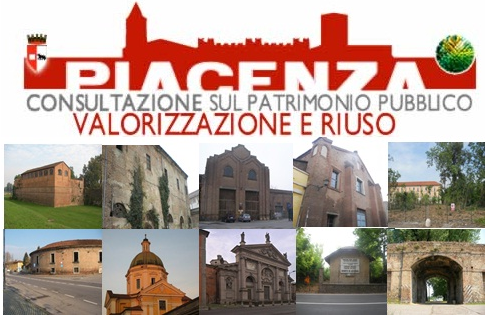 PIACENZA
CONSULTAZIONE SUL PATRIMONIO PUBBLICO
VALORIZZAZIONE E RIUSO